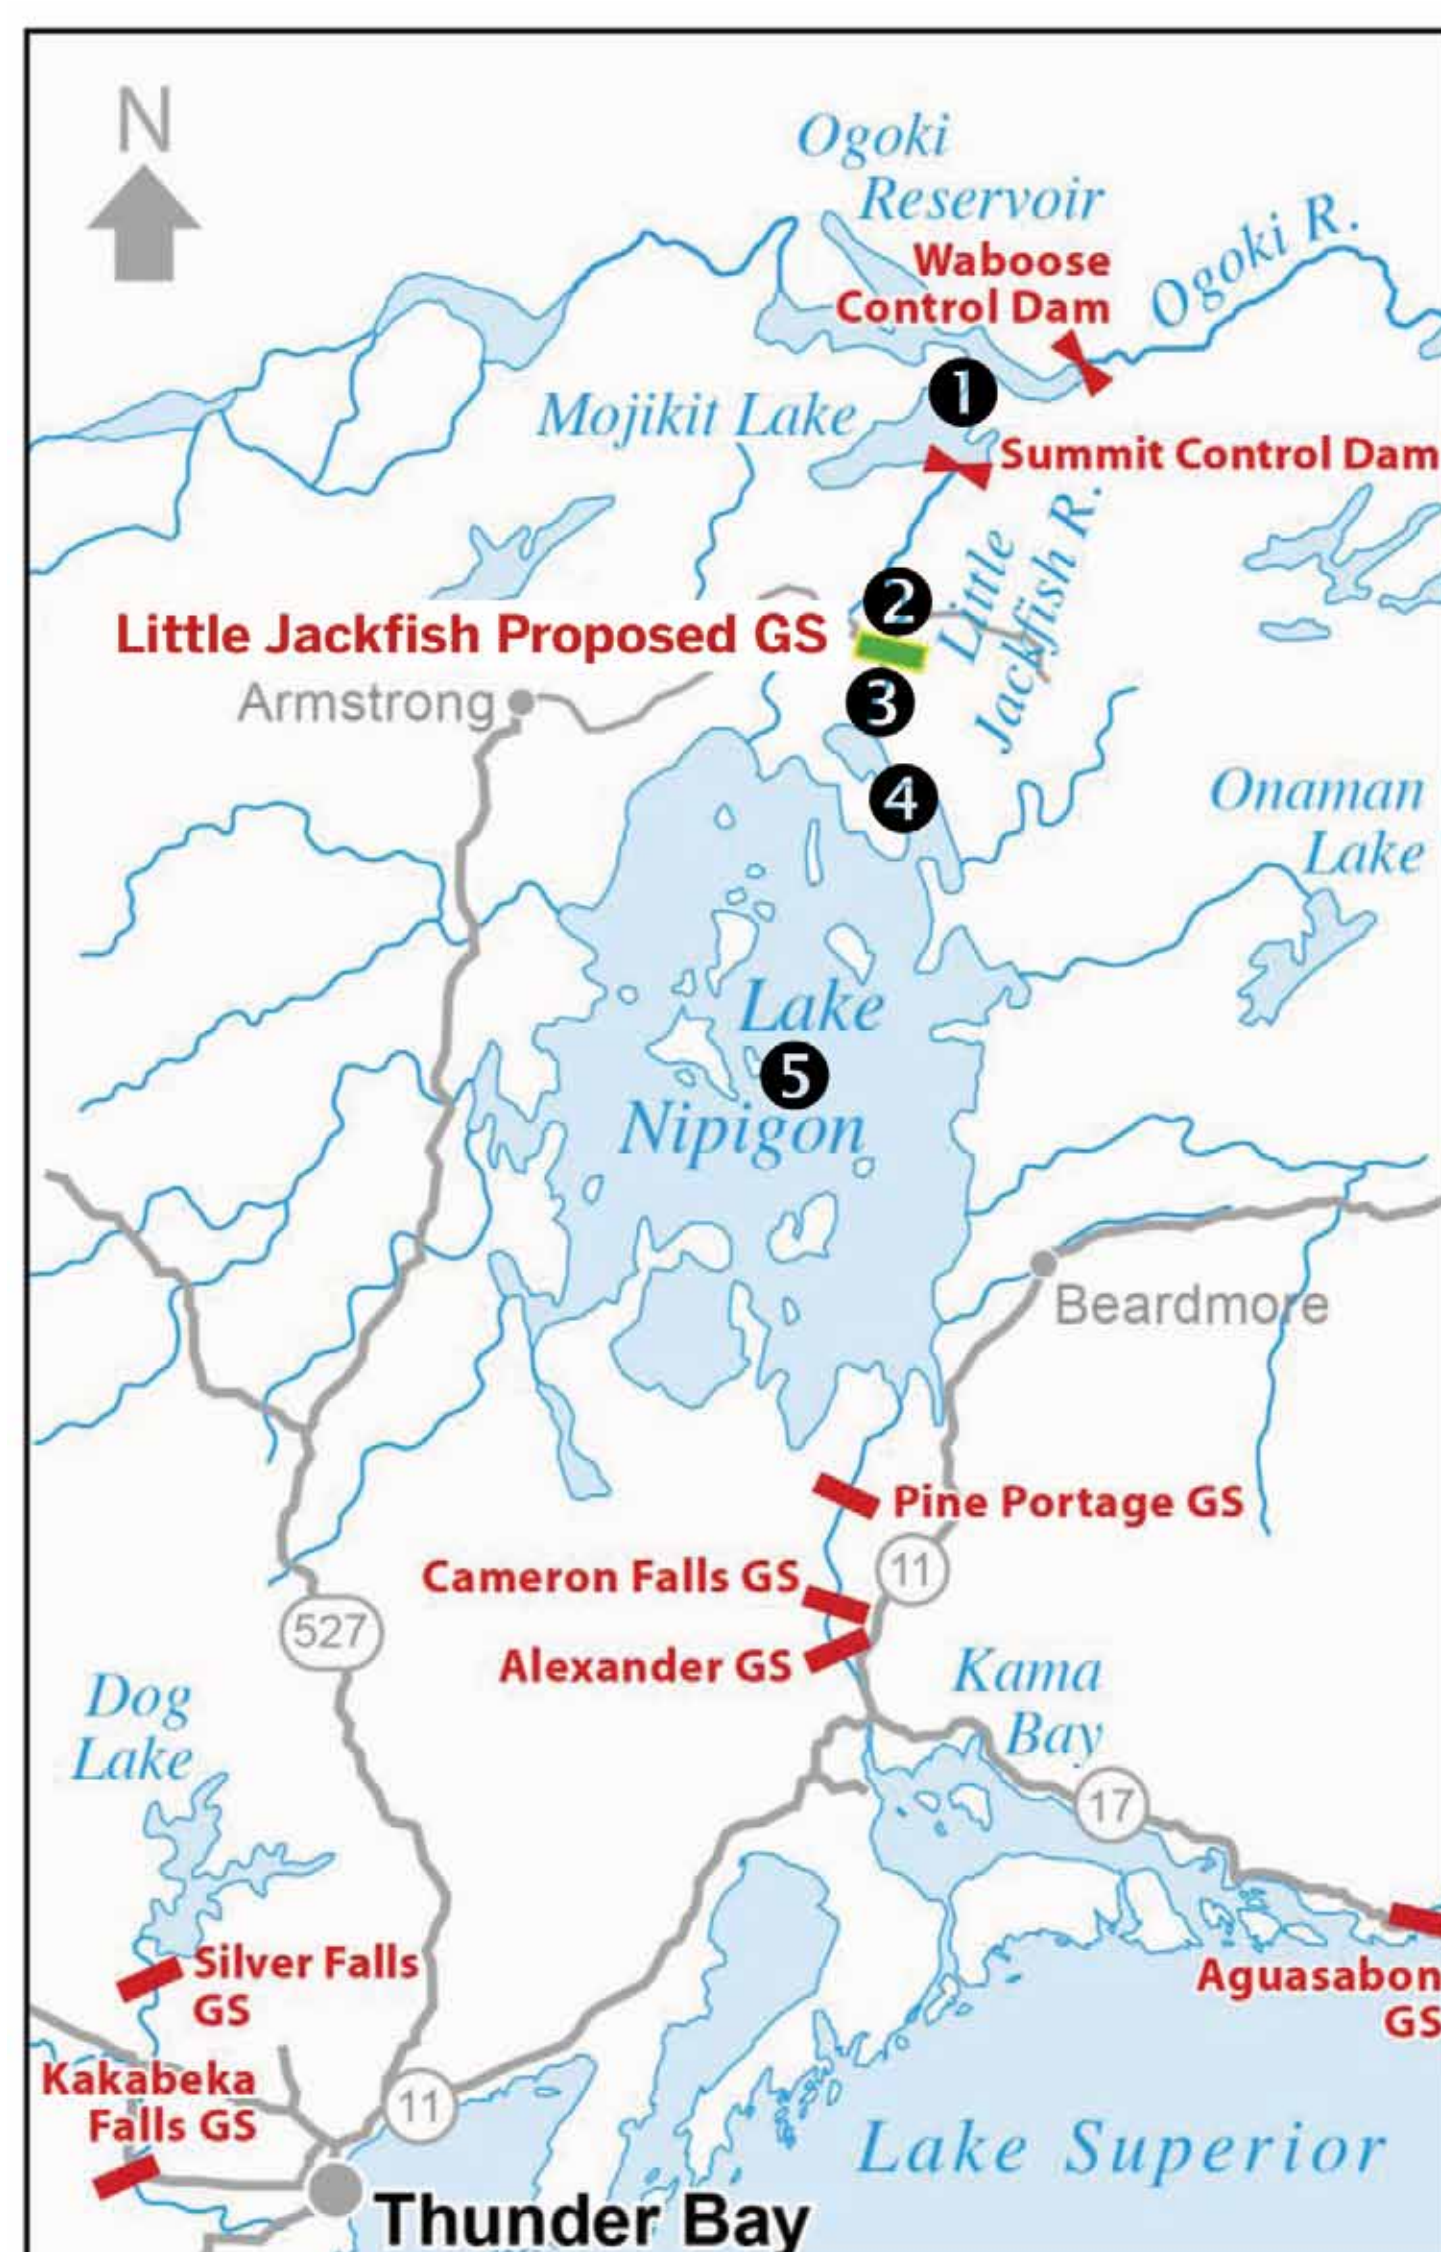 N
Ogoki
Reservoir
Waboose
Control Dam
Ogoki R.
1
Mojikit Lake
Summit Control Dam
2
Little
Jackfish R.
Little Jackfish Proposed GS
Armstrong
3
4
Onaman
Lake
Lake
5
Nipigon
Beardmore
Pine Portage GS
Cameron Falls GS
11
Alexander GS
527
Kama
Bay
Dog
Lake
17
Silver Falls
GS
Aguasabon
GS
Kakabeka
Falls GS
11
Lake Superior
Thunder Bay